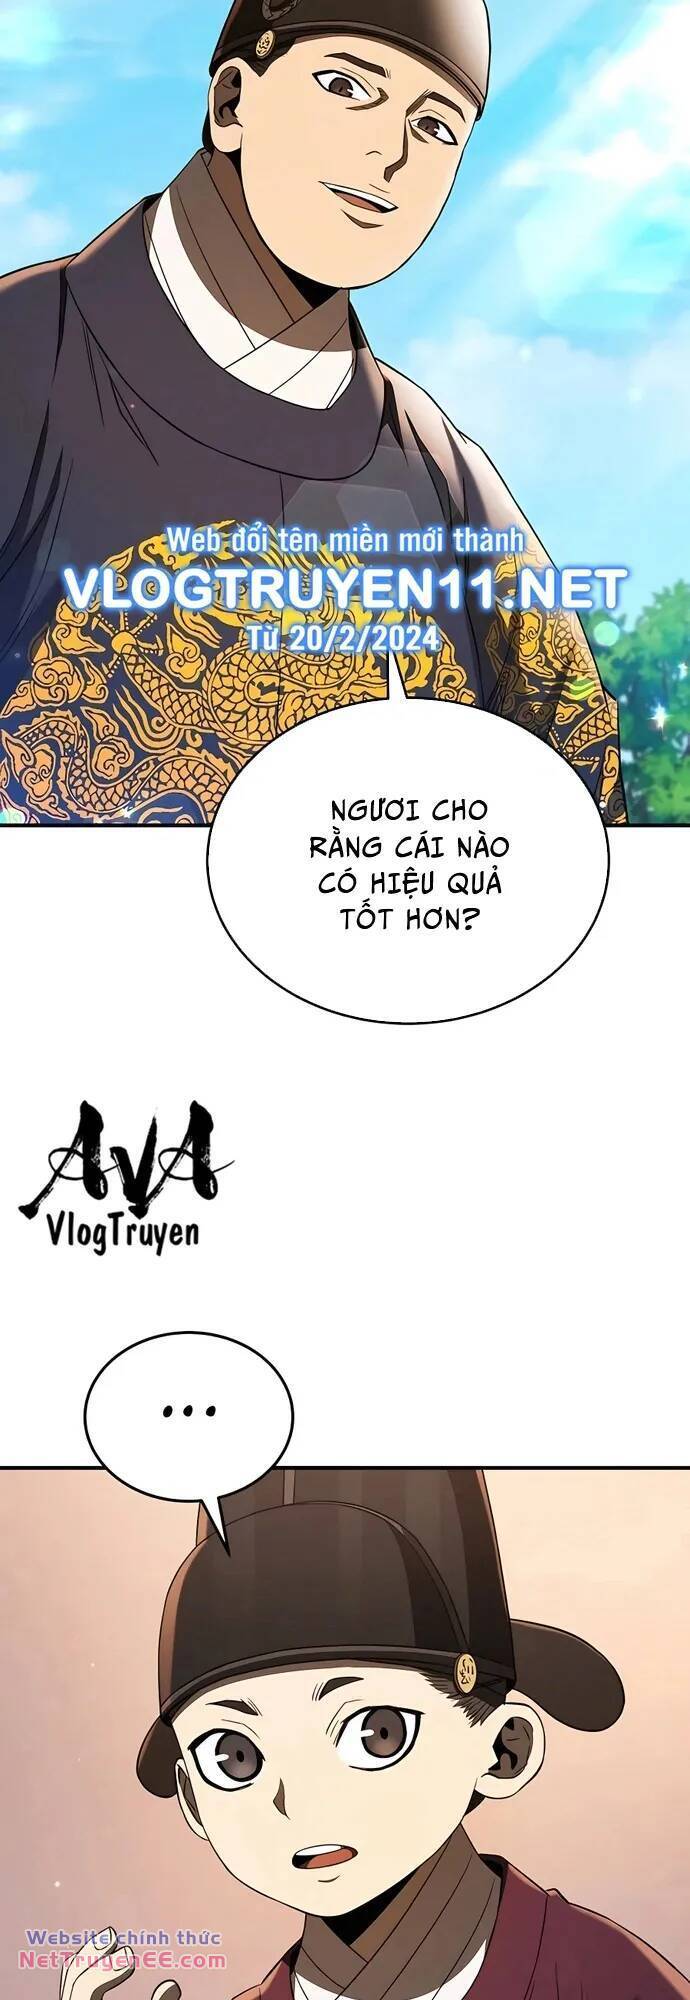 Web đổi tên miền mới thành
VLOGTRUYEN11.NET
Từ 20/2/2024
NGƯƠI CHO
RẰNG CÁI NÀO
CÓ HIỆU QUẢ
TỐT HƠN?
AVA
VlogTruyen
...
Website chính thức
NetTruyenEE.com